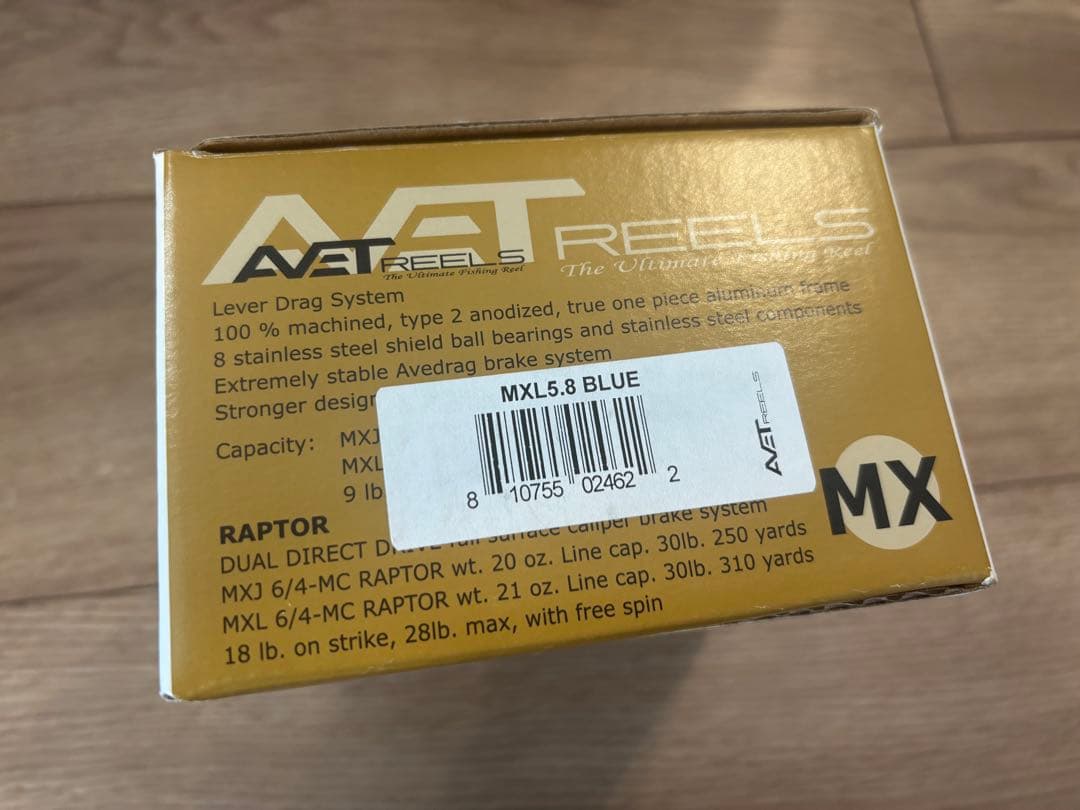 AVET REELS
The Ultimate Fishing Reel
AVET REELS
The Ultimate Fishing Reel
Lever Drag System
100 % machined, type 2 anodized, true one piece aluminum frame
8 stainless steel shield ball bearings and stainless steel components
Extremely stable Avedrag brake system
Stronger
MXL5.8 BLUE
8 10755 02462 2
AVET REELS
Capacity: MXJ
MXL
9 lb
MX
RAPTOR
DUAL DIRECT DRIVE full surface caliper brake system
MXJ 6/4-MC RAPTOR wt. 20 oz. Line cap. 30lb. 250 yards
MXL 6/4-MC RAPTOR wt. 21 oz. Line cap. 30lb. 310 yards
18 lb. on strike, 28lb. max, with free spin